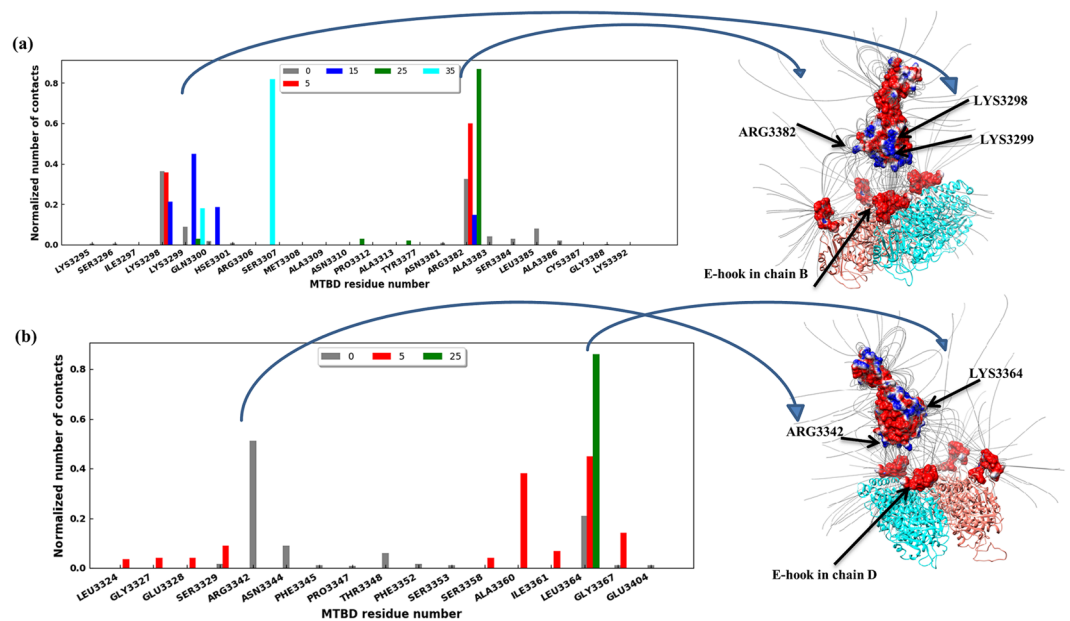 (a)
Normalized number of contacts
0.8
0.6
0.4
0.2
0.0
0 15 25 35
5
LYS3295 SER3296 ILE3297 LYS3298 LYS3299 GLN3300 HSE3301 ARG3306 SER3307 MET3308 ALA3309 ASN3310 PRO3312 ALA3313 TYR3377 ASN3381 ARG3382 ALA3383 SER3384 LEU3385 ALA3386 CYS3387 GLY3388 LYS3392
MTBD residue number
LYS3298
ARG3382
LYS3299
E-hook in chain B
(b)
Normalized number of contacts
0.8
0.6
0.4
0.2
0.0
0 5 25
LEU3324 GLY3327 GLU3328 SER3329 ARG3342 ASN3344 PHE3345 PRO3347 THR3348 PHE3352 SER3353 SER3358 ALA3360 ILE3361 LEU3364 GLY3367 GLU3404
MTBD residue number
LYS3364
ARG3342
E-hook in chain D